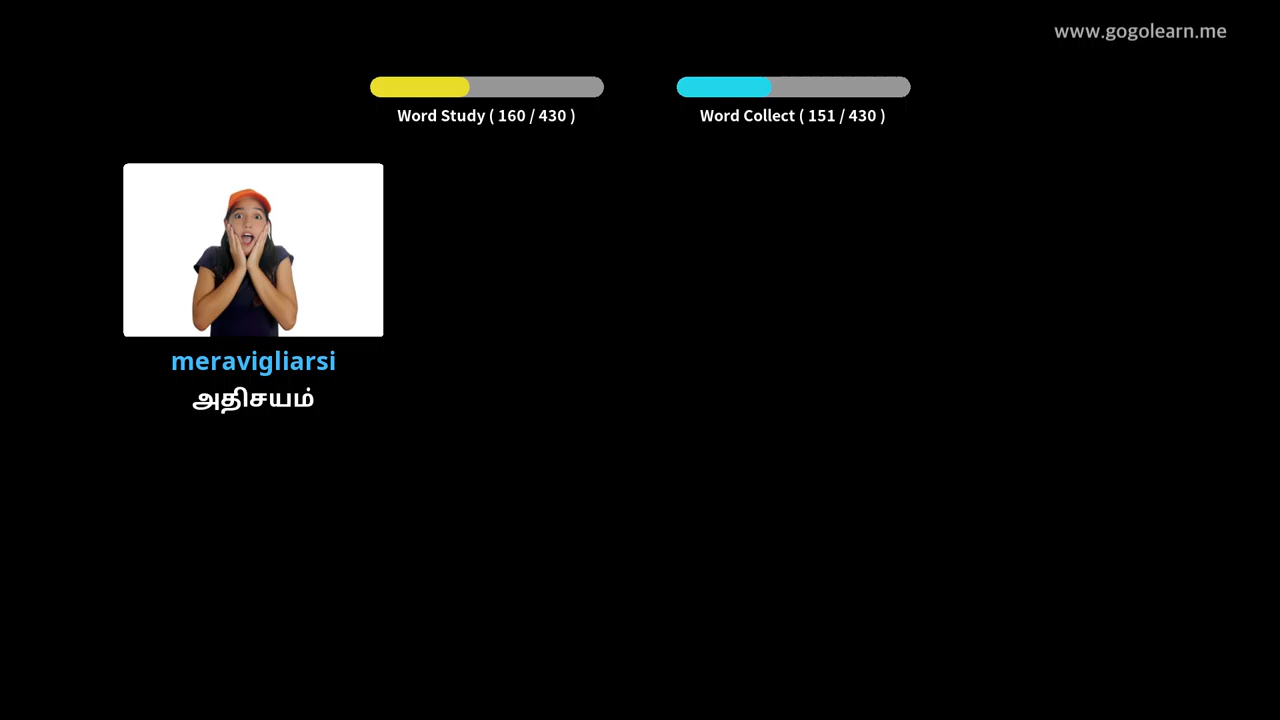 www.gogolearn.me
Word Study ( 160 / 430 )
Word Collect ( 151 / 430 )
meravigliarsi
அதிசயம்